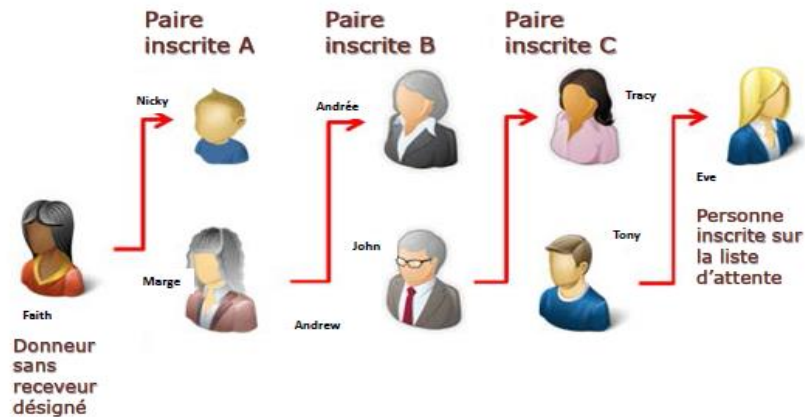 Paire
inscrite A
Paire
inscrite B
Paire
inscrite C
Nicky
Andrée
Tracy
Eve
Personne
inscrite sur
la liste
d'attente
Marge
John
Tony
Andrew
Faith
Donneur
sans
receveur
désigné